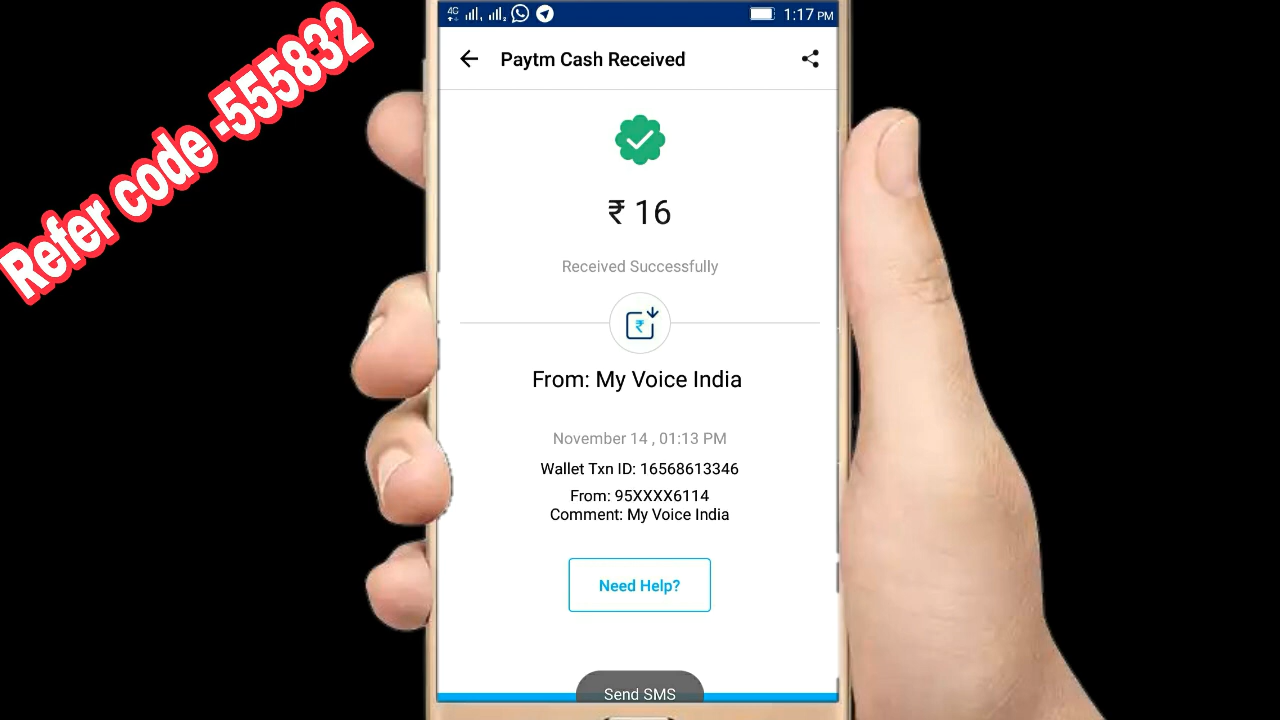 Refer code -555832
4G 1:17 PM
Paytm Cash Received
₹ 16
Received Successfully
₹
From: My Voice India
November 14 , 01:13 PM
Wallet Txn ID: 16568613346
From: 95XXXX6114
Comment: My Voice India
Need Help?
Send SMS